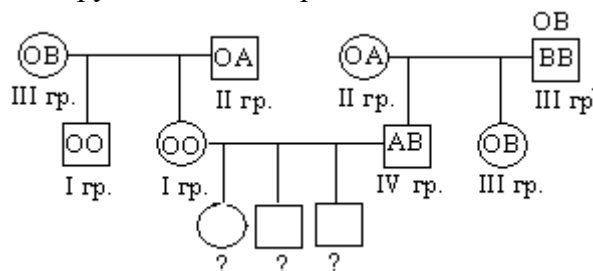 OB
OB OA OA BB
III гр. II гр. II гр. III гр
OO OO AB OB
I гр. I гр. IV гр. III гр.
? ? ?